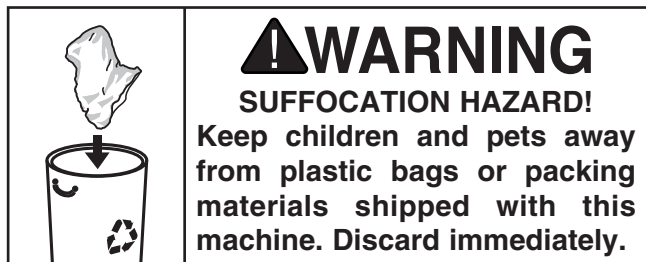 WARNING
SUFFOCATION HAZARD!
Keep children and pets away
from plastic bags or packing
materials shipped with this
machine. Discard immediately.